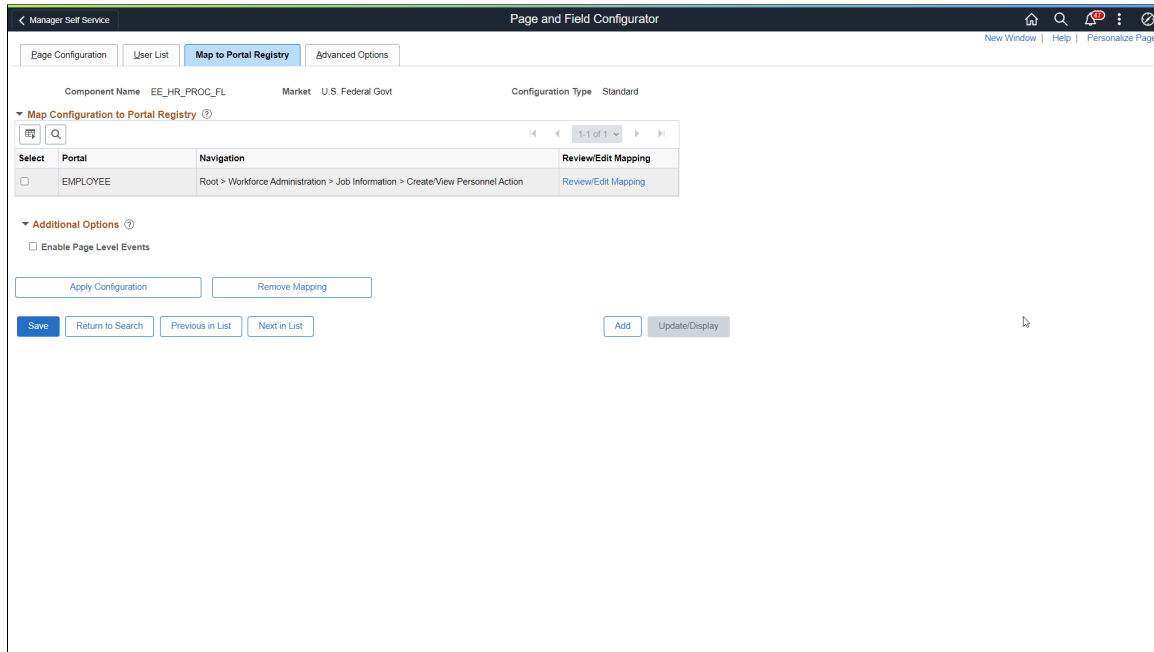 Manager Self Service
Page and Field Configurator
47
New Window | Help | Personalize Page
Page Configuration
User List
Map to Portal Registry
Advanced Options
Component Name EE_HR_PROC_FL Market U.S. Federal Govt Configuration Type Standard
Map Configuration to Portal Registry ?
1-1 of 1
Select Portal Navigation Review/Edit Mapping
EMPLOYEE Root > Workforce Administration > Job Information > Create/View Personnel Action Review/Edit Mapping
Additional Options ?
Enable Page Level Events
Apply Configuration
Remove Mapping
Save
Return to Search
Previous in List
Next in List
Add
Update/Display